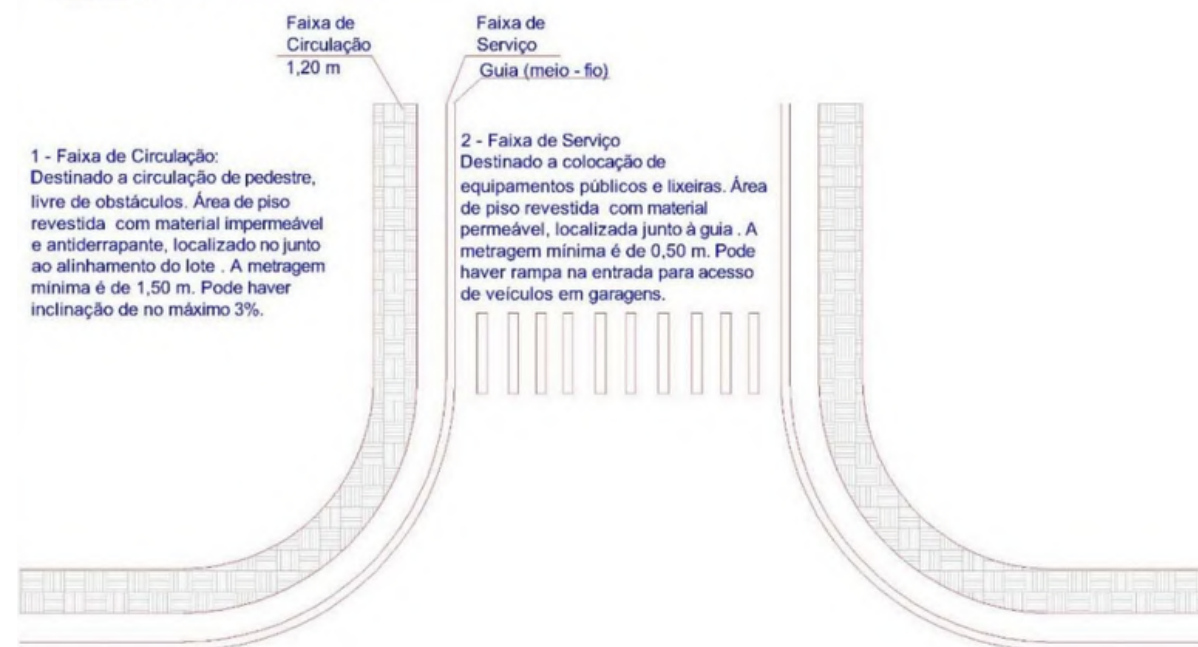 Faixa de
Circulação
1,20 m
Faixa de
Serviço
Guia (meio - fio)
1 - Faixa de Circulação:
Destinado a circulação de pedestre,
livre de obstáculos. Área de piso
revestida com material impermeável
e antiderrapante, localizado no junto
ao alinhamento do lote . A metragem
mínima é de 1,50 m. Pode haver
inclinação de no máximo 3%.
2 - Faixa de Serviço
Destinado a colocação de
equipamentos públicos e lixeiras. Área
de piso revestida com material
permeável, localizada junto à guia . A
metragem mínima é de 0,50 m. Pode
haver rampa na entrada para acesso
de veículos em garagens.